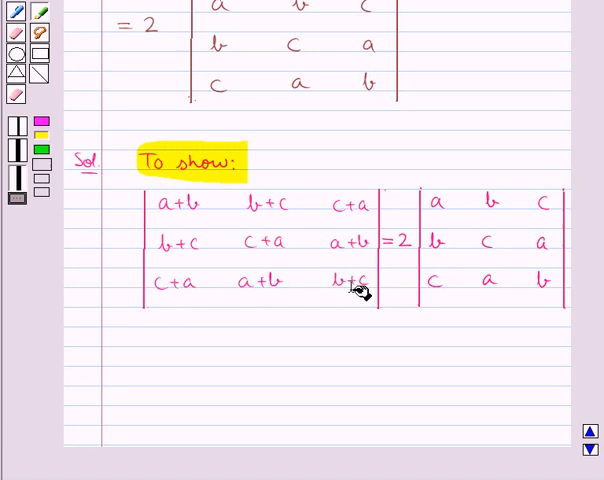 a b c
= 2 b c a
c a b
Sol. To show:
a+b b+c c+a a b c
b+c c+a a+b = 2 b c a
c+a a+b b+c c a b